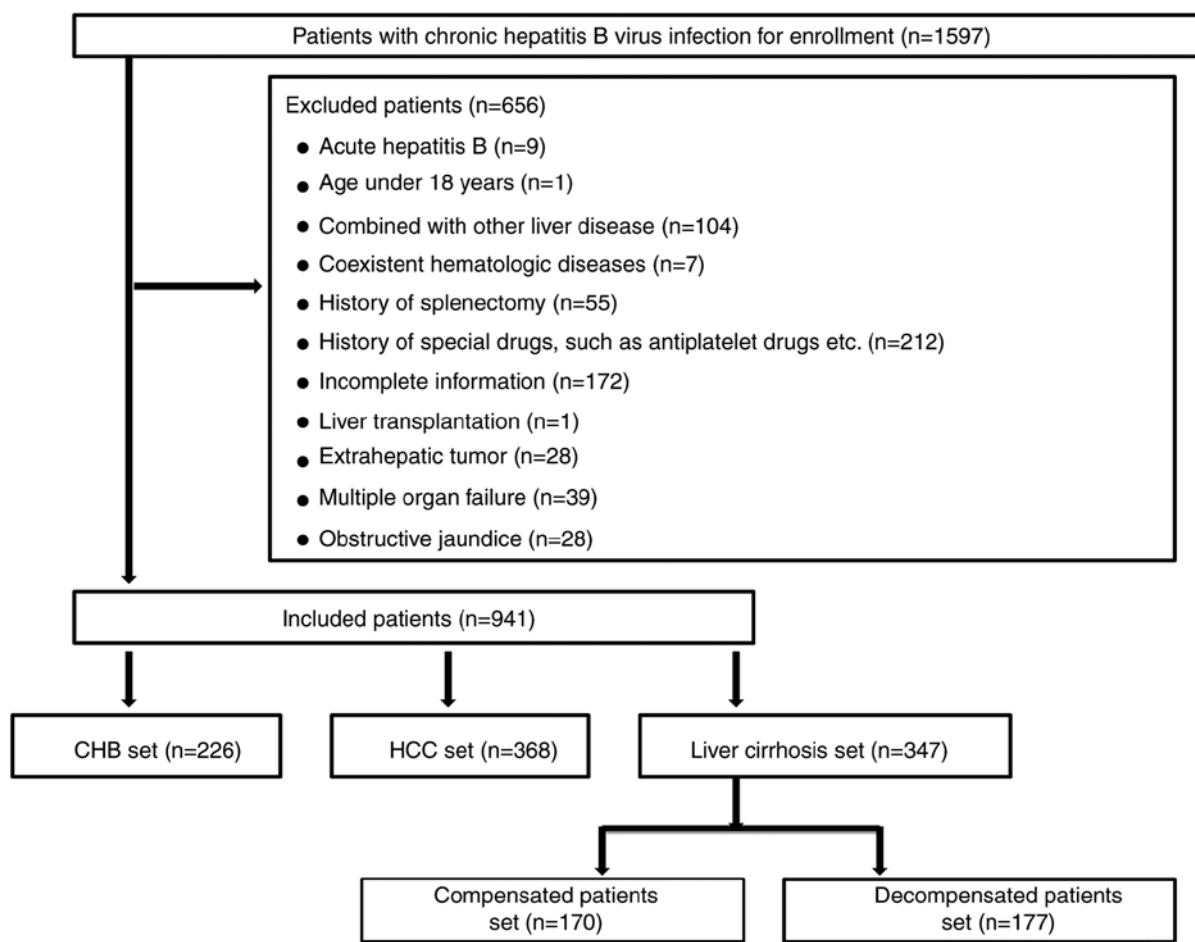 Patients with chronic hepatitis B virus infection for enrollment (n=1597)
Excluded patients (n=656)
● Acute hepatitis B (n=9)
● Age under 18 years (n=1)
● Combined with other liver disease (n=104)
● Coexistent hematologic diseases (n=7)
● History of splenectomy (n=55)
● History of special drugs, such as antiplatelet drugs etc. (n=212)
● Incomplete information (n=172)
● Liver transplantation (n=1)
● Extrahepatic tumor (n=28)
● Multiple organ failure (n=39)
● Obstructive jaundice (n=28)
Included patients (n=941)
CHB set (n=226)
HCC set (n=368)
Liver cirrhosis set (n=347)
Compensated patients
set (n=170)
Decompensated patients
set (n=177)